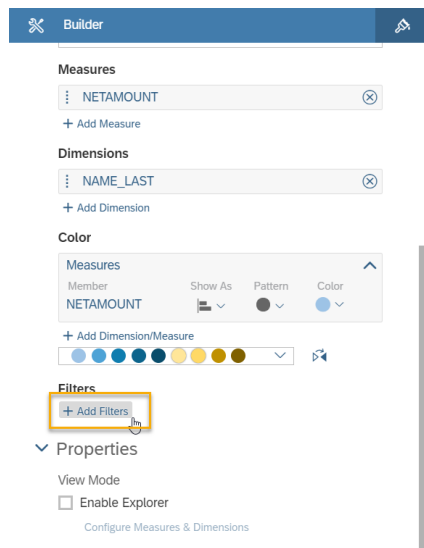 Builder
Measures
NETAMOUNT
+ Add Measure
Dimensions
NAME_LAST
+ Add Dimension
Color
Measures
Member Show As Pattern Color
NETAMOUNT
+ Add Dimension/Measure
Filters
+ Add Filters
Properties
View Mode
Enable Explorer
Configure Measures & Dimensions